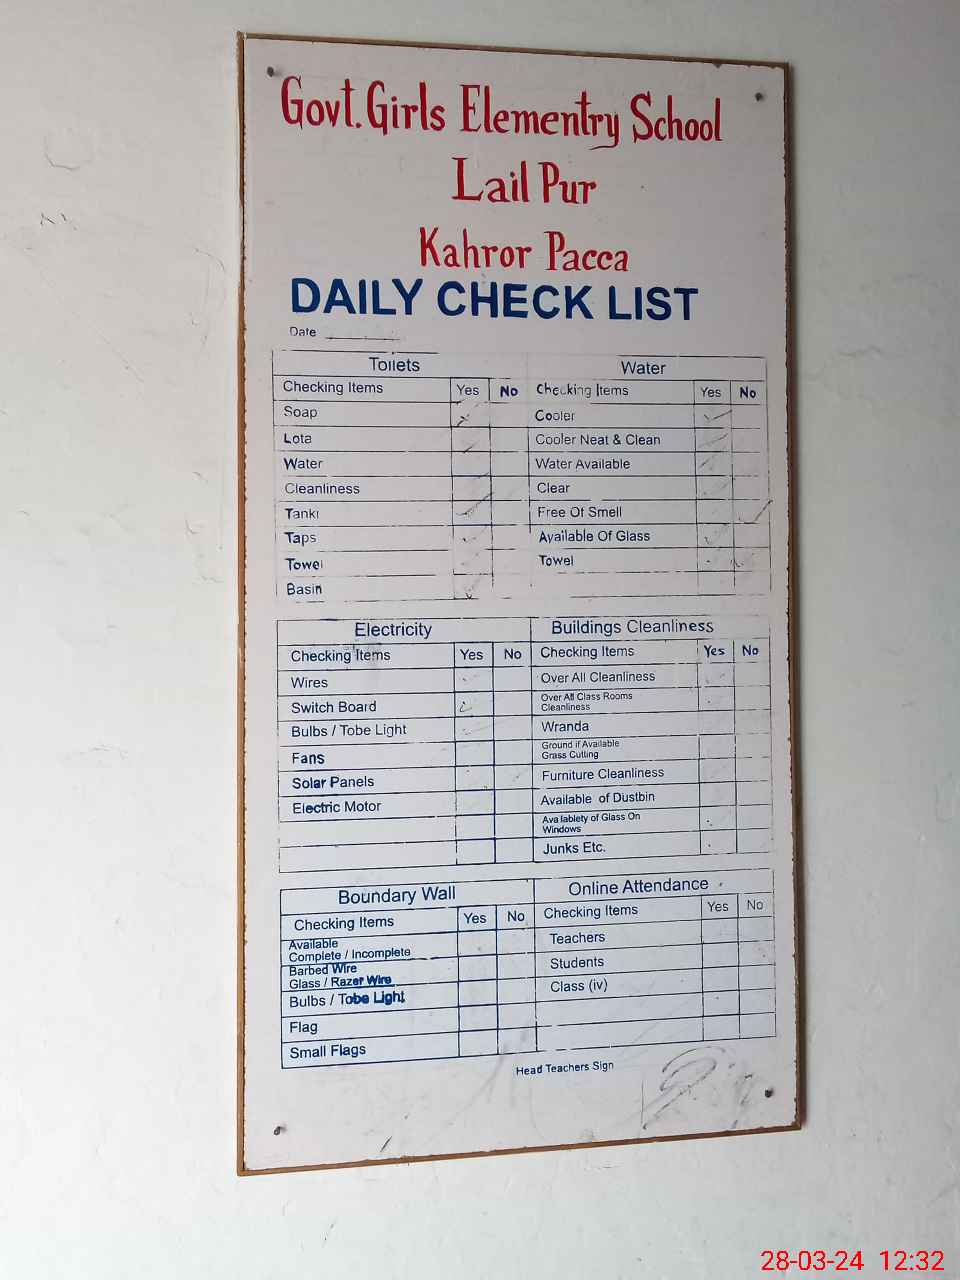 Govt. Girls Elementry School
Lail Pur
Kahror Pacca
DAILY CHECK LIST
Date
Toilets
Checking Items Yes No
Soap
Lota
Water
Cleanliness
Tanki
Taps
Towel
Basin
Water
Checking Items Yes No
Cooler
Cooler Neat & Clean
Water Available
Clear
Free Of Smell
Available Of Glass
Towel
Electricity
Checking Items Yes No
Wires
Switch Board
Bulbs / Tobe Light
Fans
Solar Panels
Electric Motor
Buildings Cleanliness
Checking Items Yes No
Over All Cleanliness
Over All Class Rooms
Cleanliness
Wranda
Ground if Available
Grass Cutting
Furniture Cleanliness
Available of Dustbin
Avalablety of Glass On
Windows
Junks Etc.
Boundary Wall
Checking Items Yes No
Available
Complete / Incomplete
Barbed Wire
Glass / Razer Wire
Bulbs / Tobe Light
Flag
Small Flags
Online Attendance
Checking Items Yes No
Teachers
Students
Class (iv)
Head Teachers Sign
28-03-24 12:32